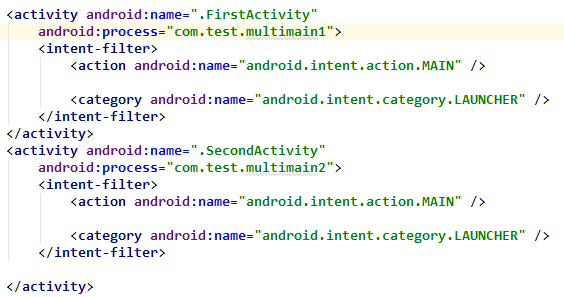 <activity android:name=".FirstActivity"
    android:process="com.test.multimain1">
    <intent-filter>
        <action android:name="android.intent.action.MAIN" />

        <category android:name="android.intent.category.LAUNCHER" />
    </intent-filter>
</activity>
<activity android:name=".SecondActivity"
    android:process="com.test.multimain2">
    <intent-filter>
        <action android:name="android.intent.action.MAIN" />

        <category android:name="android.intent.category.LAUNCHER" />
    </intent-filter>

</activity>